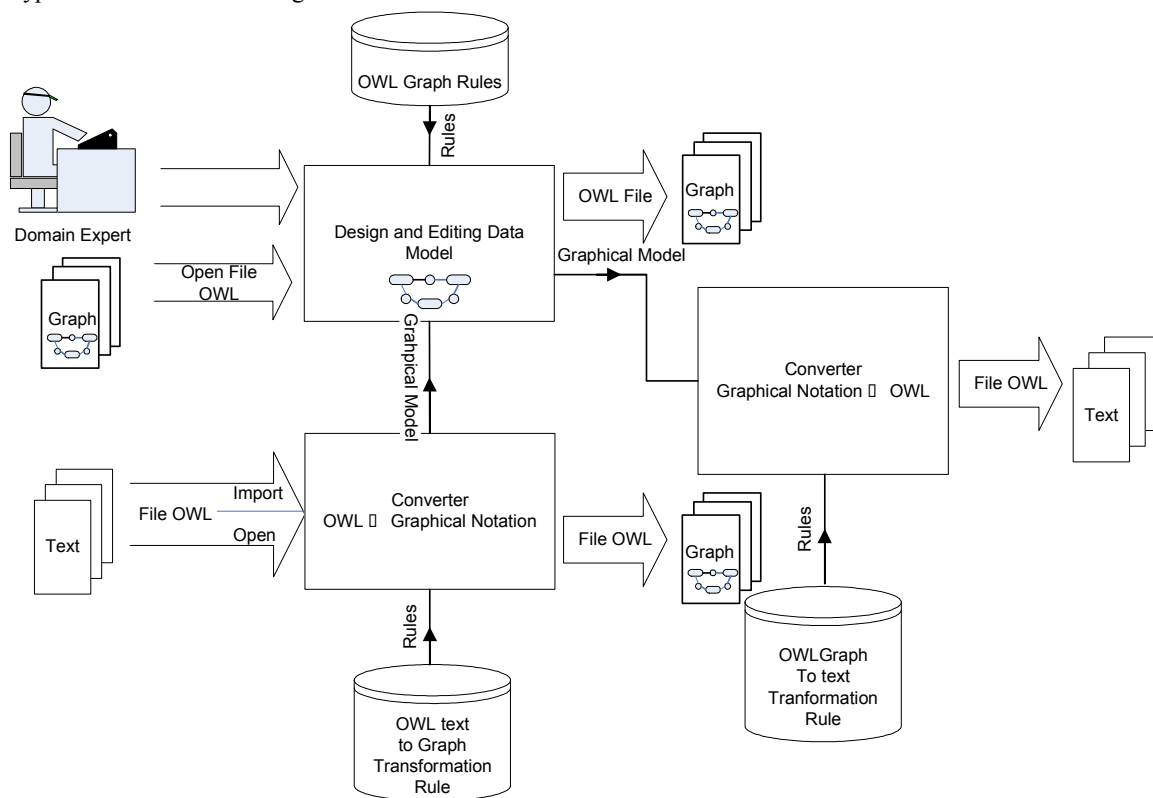 OWL Graph Rules
Rules
Domain Expert
Design and Editing Data
Model
OWL File
Graph
Graphical Model
Open File
OWL
Graph
Grahpical Model
Converter
Graphical Notation OWL
File OWL
Text
Import
File OWL
Open
Text
Converter
OWL Graphical Notation
File OWL
Graph
Rules
Rules
OWL text
to Graph
Transformation
Rule
OWLGraph
To text
Tranformation
Rule